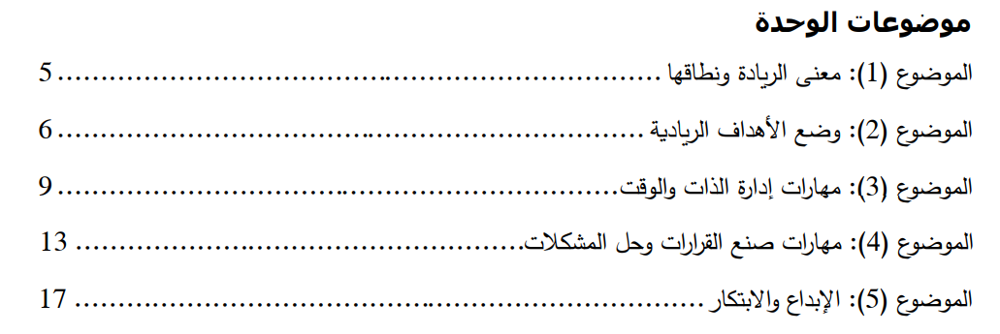 موضوعات الوحدة
الموضوع (1): معنى الريادة ونطاقها ........................................................................ 5
الموضوع (2): وضع الأهداف الريادية ...................................................................... 6
الموضوع (3): مهارات إدارة الذات والوقت.................................................................. 9
الموضوع (4): مهارات صنع القرارات وحل المشكلات..................................................... 13
الموضوع (5): الإبداع والابتكار .......................................................................... 17